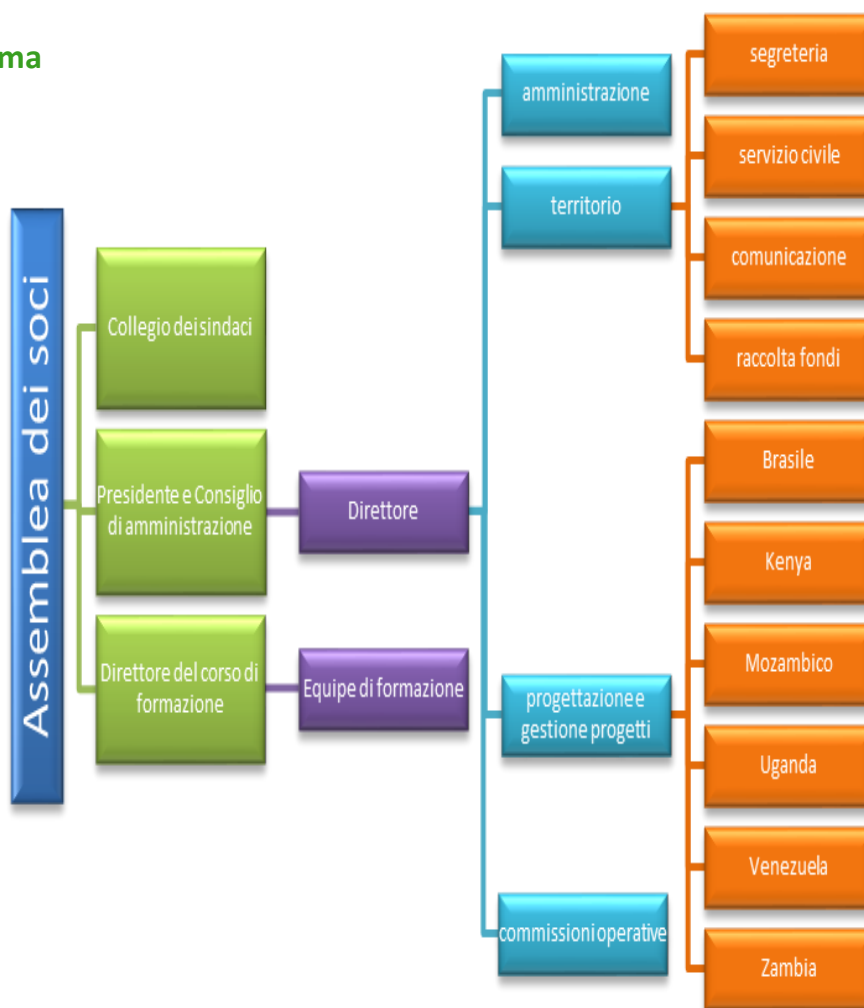 ma
Assemblea dei soci
Collegio dei sindaci
Presidente e Consiglio
di amministrazione
Direttore del corso di
formazione
Direttore
Equipe di formazione
amministrazione
territorio
progettazione e
gestione progetti
commissioni operative
segreteria
servizio civile
comunicazione
raccolta fondi
Brasile
Kenya
Mozambico
Uganda
Venezuela
Zambia